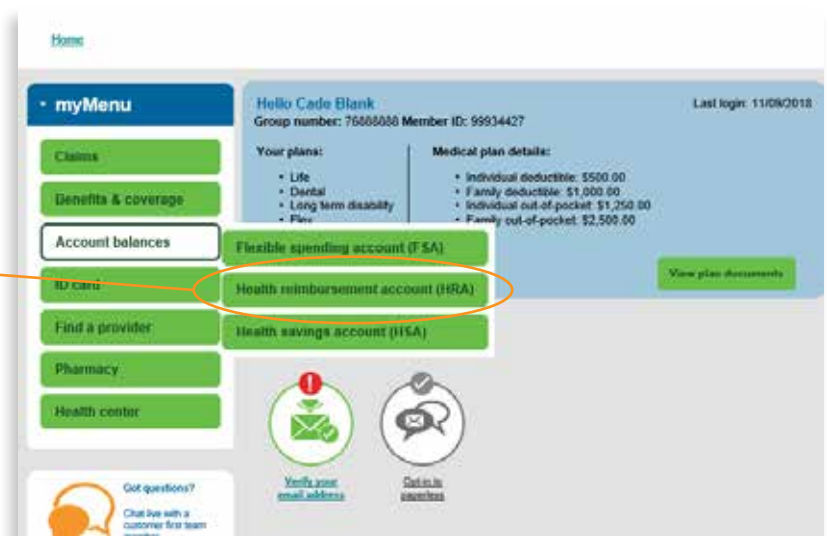 Home
myMenu
Claims
Benefits & coverage
Account balances
ID card
Find a provider
Pharmacy
Health center
Got questions?
Chat live with a
customer first team
member
Hello Cade Blank
Last login: 11/09/2018
Group number: 76888888 Member ID: 99934427
Your plans:
Life
Dental
Long term disability
Flex
Medical plan details:
Individual deductible: $500.00
Family deductible: $1,000.00
Individual out-of-pocket: $1,250.00
Family out-of-pocket: $2,500.00
Flexible spending account (FSA)
Health reimbursement account (HRA)
Health savings account (HSA)
View plan documents
Verify your
email address
Opt in to
paperless